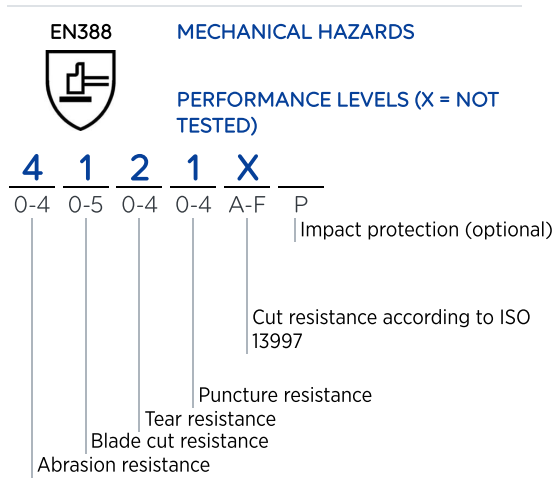 EN388
MECHANICAL HAZARDS
PERFORMANCE LEVELS (X = NOT
TESTED)
4 1 2 1 X
0-4 0-5 0-4 0-4 A-F P
Impact protection (optional)
Cut resistance according to ISO
13997
Puncture resistance
Tear resistance
Blade cut resistance
Abrasion resistance